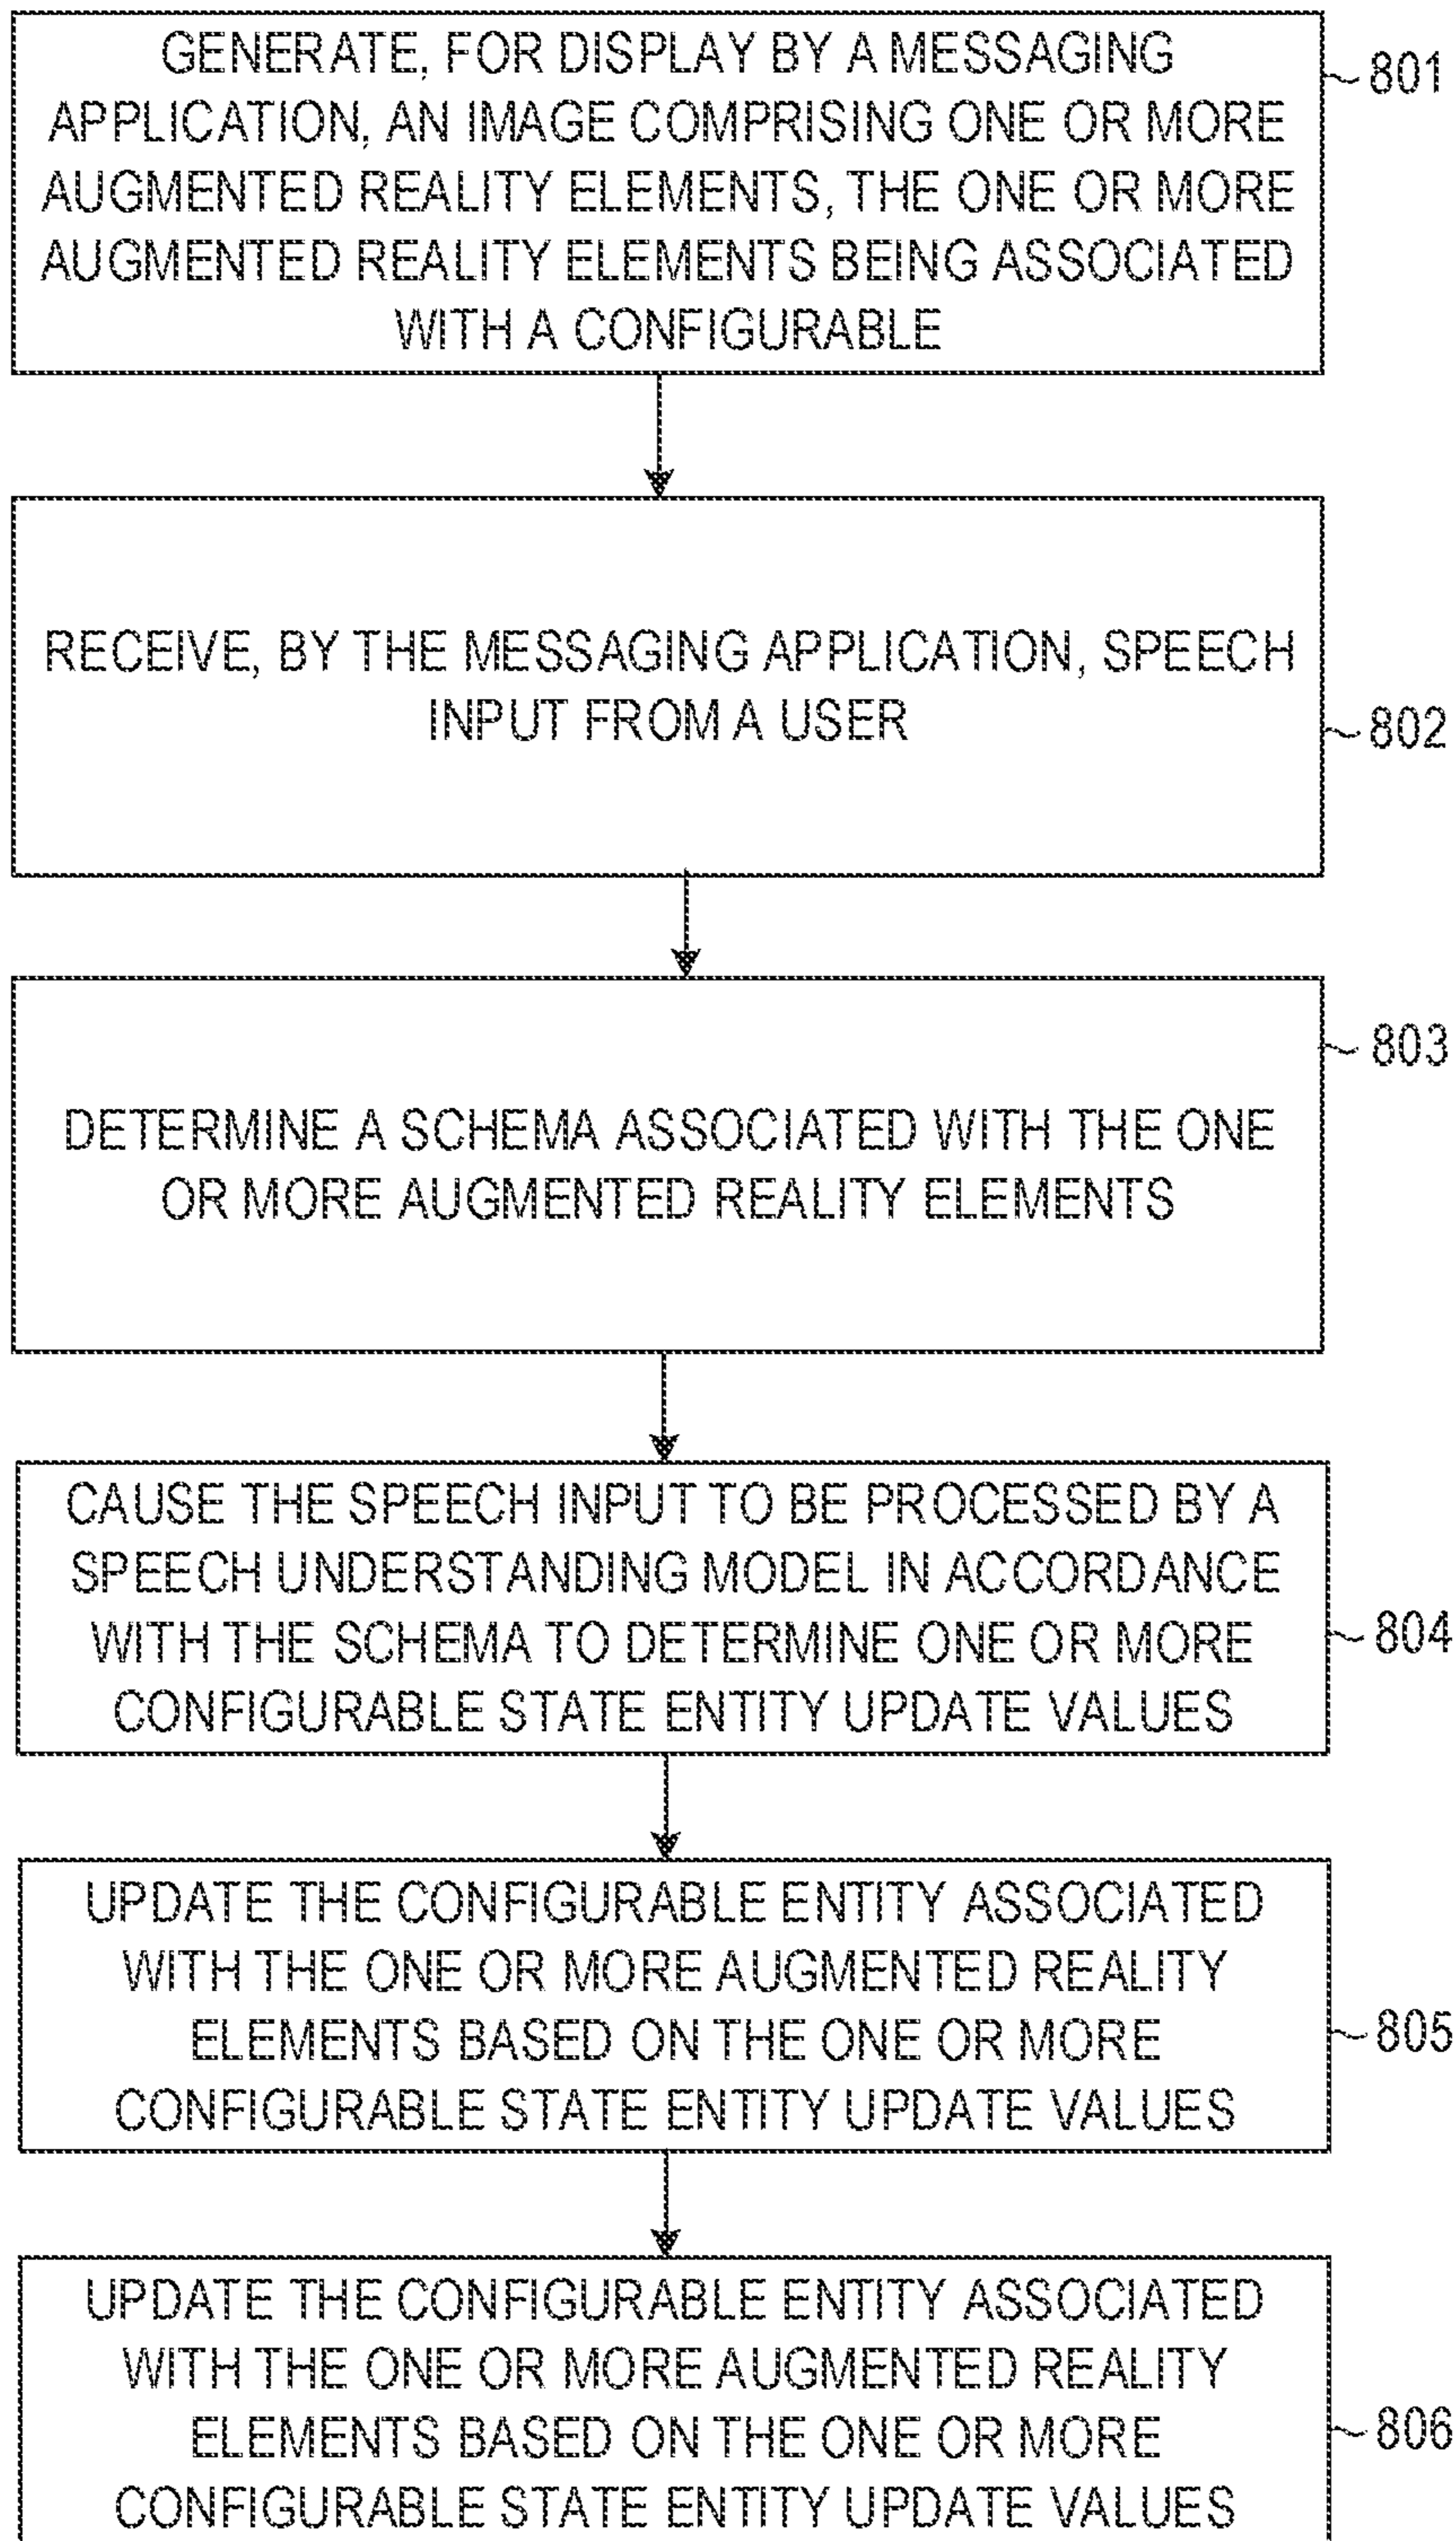 GENERATE, FOR DISPLAY BY A MESSAGING
APPLICATION, AN IMAGE COMPRISING ONE OR MORE
AUGMENTED REALITY ELEMENTS, THE ONE OR MORE
AUGMENTED REALITY ELEMENTS BEING ASSOCIATED
WITH A CONFIGURABLE
801
RECEIVE, BY THE MESSAGING APPLICATION, SPEECH
INPUT FROM A USER
802
DETERMINE A SCHEMA ASSOCIATED WITH THE ONE
OR MORE AUGMENTED REALITY ELEMENTS
803
CAUSE THE SPEECH INPUT TO BE PROCESSED BY A
SPEECH UNDERSTANDING MODEL IN ACCORDANCE
WITH THE SCHEMA TO DETERMINE ONE OR MORE
CONFIGURABLE STATE ENTITY UPDATE VALUES
804
UPDATE THE CONFIGURABLE ENTITY ASSOCIATED
WITH THE ONE OR MORE AUGMENTED REALITY
ELEMENTS BASED ON THE ONE OR MORE
CONFIGURABLE STATE ENTITY UPDATE VALUES
805
UPDATE THE CONFIGURABLE ENTITY ASSOCIATED
WITH THE ONE OR MORE AUGMENTED REALITY
ELEMENTS BASED ON THE ONE OR MORE
CONFIGURABLE STATE ENTITY UPDATE VALUES
806